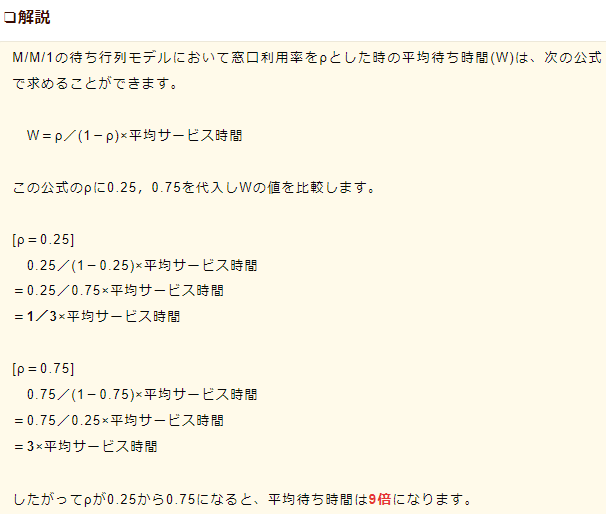 ❏解説
M/M/1の待ち行列モデルにおいて窓口利用率をρとした時の平均待ち時間(W)は、次の公式
で求めることができます。
W＝ρ／(1－ρ)×平均サービス時間
この公式のρに0.25，0.75を代入しWの値を比較します。
[ρ＝0.25]
0.25／(1－0.25)×平均サービス時間
＝0.25／0.75×平均サービス時間
＝1／3×平均サービス時間
[ρ＝0.75]
0.75／(1－0.75)×平均サービス時間
＝0.75／0.25×平均サービス時間
＝3×平均サービス時間
したがってρが0.25から0.75になると、平均待ち時間は9倍になります。